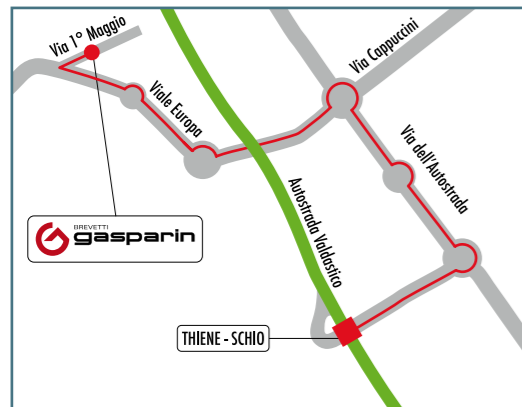 Via 1° Maggio
Via Cappuccini
Viale Europa
Via dell'Autostrada
Autostrada Valdastico
BREVETTI
gasparin
THIENE - SCHIO